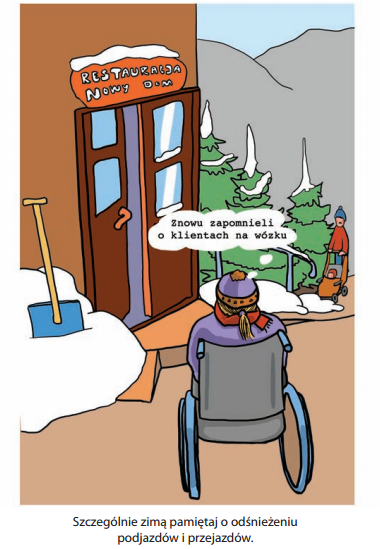 RESTAURACJA
NOWY DOM
Znowu zapomnieli
o klientach na wózku
Szczególnie zimą pamiętaj o odśnieżeniu
podjazdów i przejazdów.